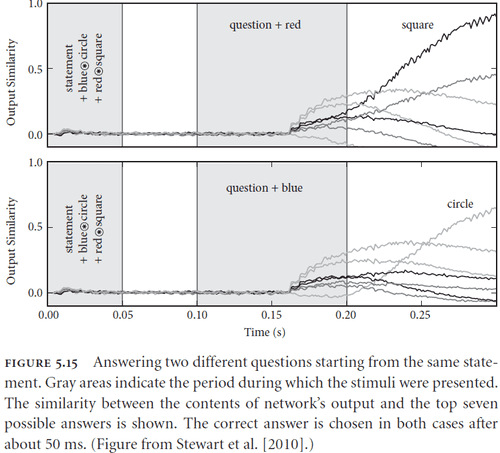 1.0
question + red
square
Output Similarity
statement
+ blue⊛circle
+ red⊛square
0.5
0.0
1.0
question + blue
Output Similarity
statement
+ blue⊛circle
+ red⊛square
circle
0.5
0.0
0.00
0.05
0.10
0.15
0.20
0.25
Time (s)
FIGURE 5.15 Answering two different questions starting from the same state-
ment. Gray areas indicate the period during which the stimuli were presented.
The similarity between the contents of network's output and the top seven
possible answers is shown. The correct answer is chosen in both cases after
about 50 ms. (Figure from Stewart et al. [2010].)